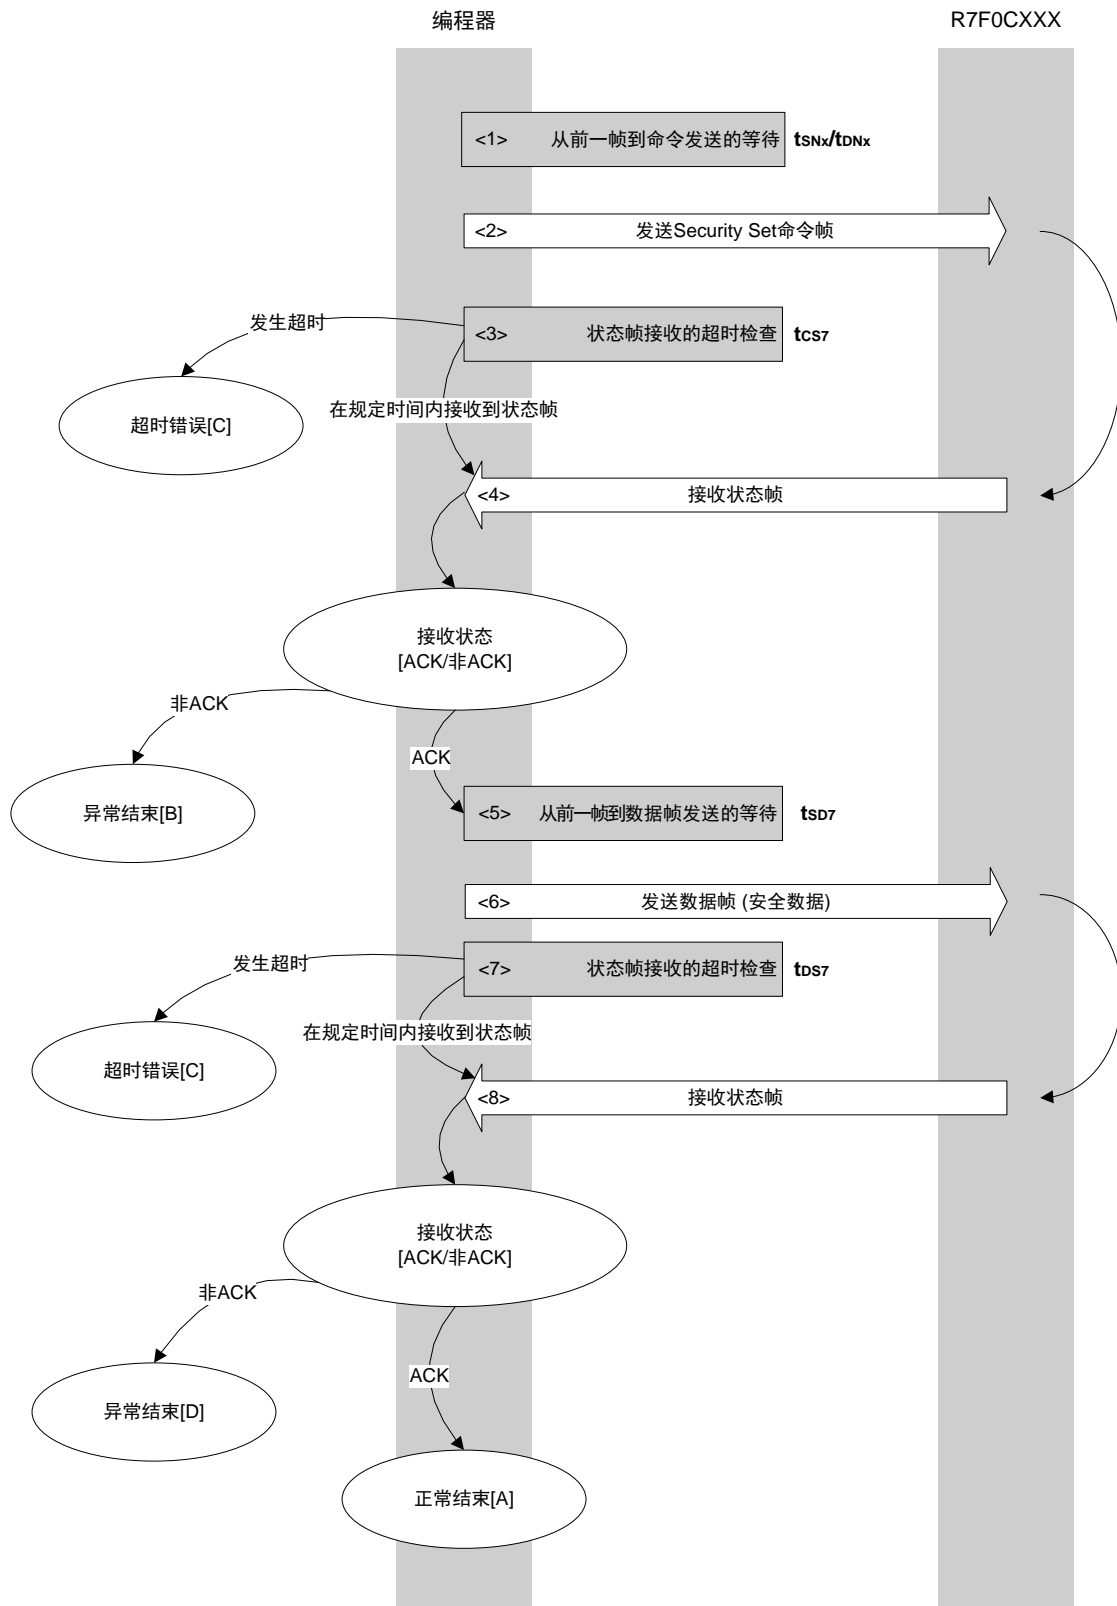 编程器
R7F0CXXX
<1> 从前一帧到命令发送的等待 tSNx/tDNx
<2> 发送Security Set命令帧
发生超时
<3> 状态帧接收的超时检查 tCS7
超时错误[C]
在规定时间内接收到状态帧
<4> 接收状态帧
接收状态
[ACK/非ACK]
非ACK
ACK
异常结束[B]
<5> 从前一帧到数据帧发送的等待 tSD7
<6> 发送数据帧 (安全数据)
发生超时
<7> 状态帧接收的超时检查 tDS7
在规定时间内接收到状态帧
超时错误[C]
<8> 接收状态帧
接收状态
[ACK/非ACK]
非ACK
ACK
异常结束[D]
正常结束[A]